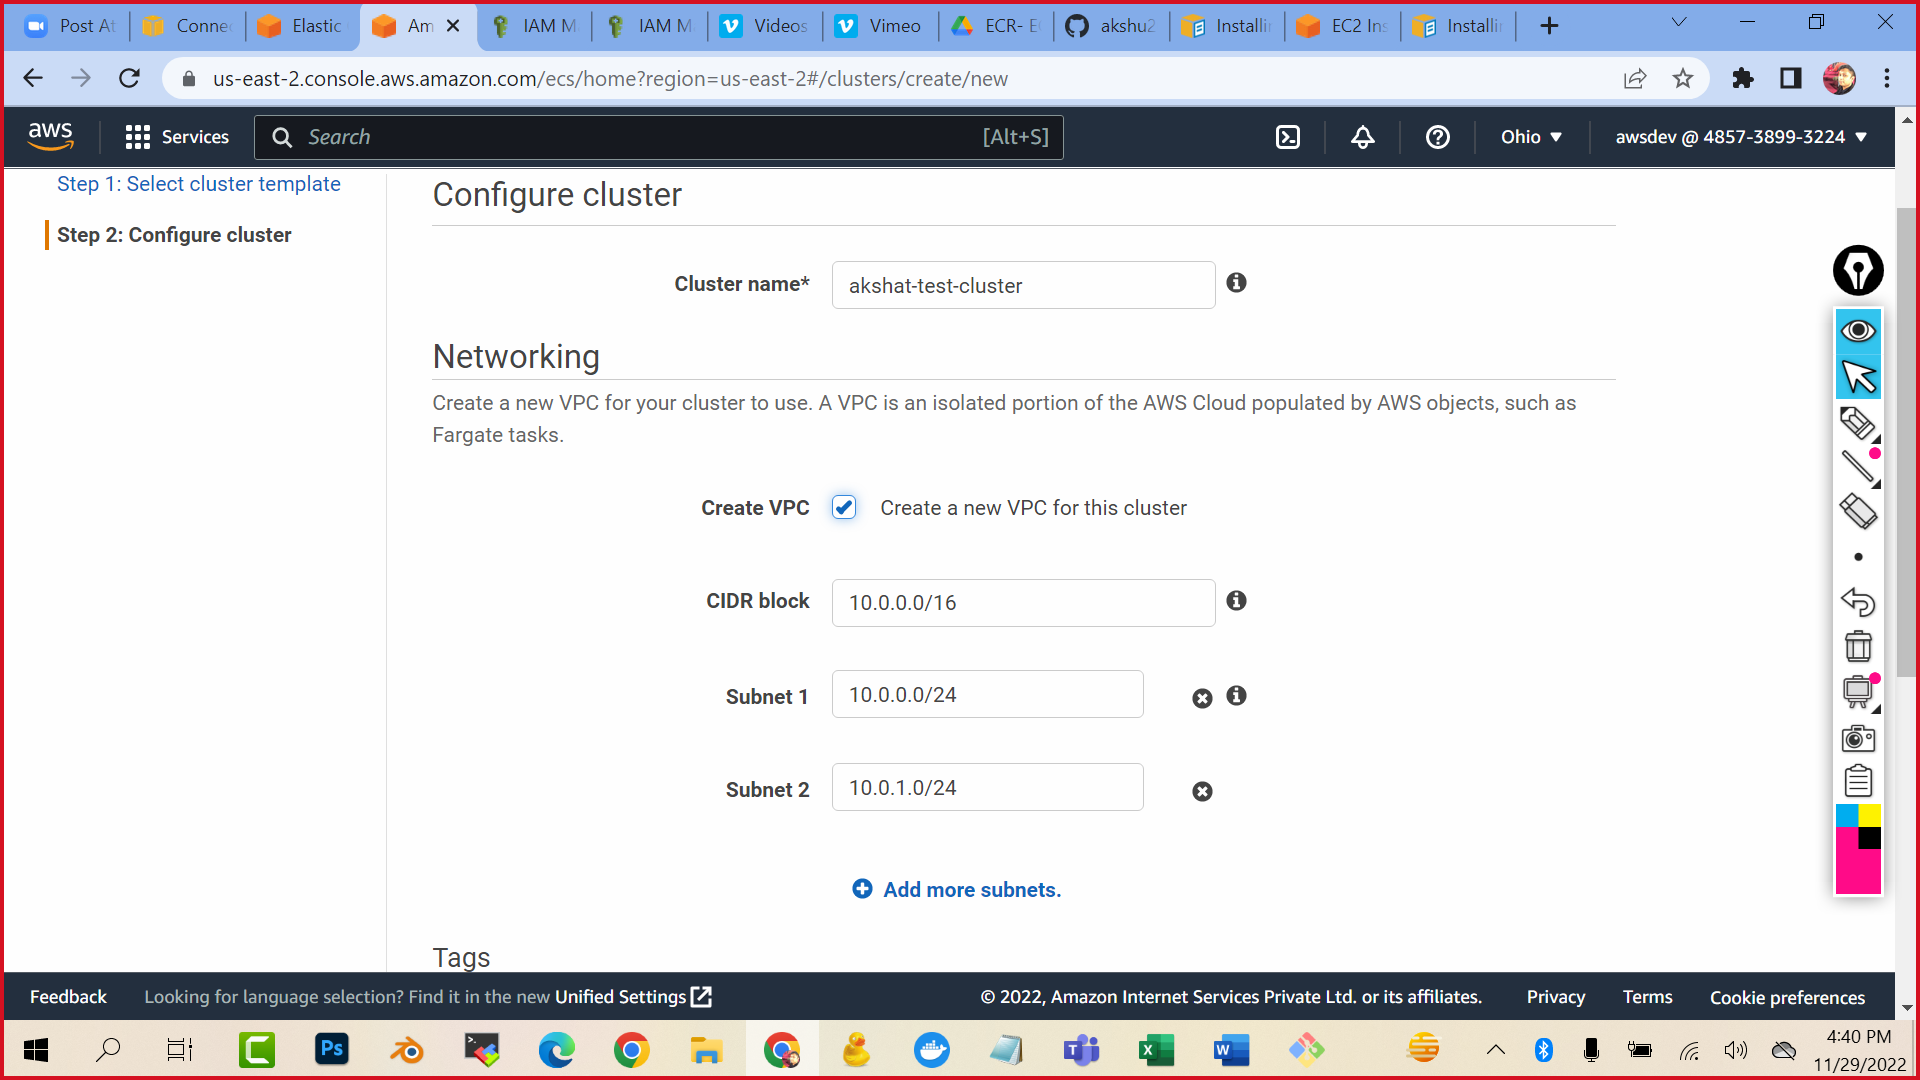 Post At
Connec
Elastic
Am
IAM M
IAM M
Videos
Vimeo
ECR- E
akshu2
Installin
EC2 Ins
Installin
us-east-2.console.aws.amazon.com/ecs/home?region=us-east-2#/clusters/create/new
aws
Services
Search
[Alt+S]
Ohio
awsdev @ 4857-3899-3224
Step 1: Select cluster template
Step 2: Configure cluster
Configure cluster
Cluster name*
akshat-test-cluster
Networking
Create a new VPC for your cluster to use. A VPC is an isolated portion of the AWS Cloud populated by AWS objects, such as
Fargate tasks.
Create VPC
Create a new VPC for this cluster
CIDR block
10.0.0.0/16
Subnet 1
10.0.0.0/24
Subnet 2
10.0.1.0/24
Add more subnets.
Tags
Feedback
Looking for language selection? Find it in the new Unified Settings
© 2022, Amazon Internet Services Private Ltd. or its affiliates.
Privacy
Terms
Cookie preferences
Ps
4:40 PM
11/29/2022